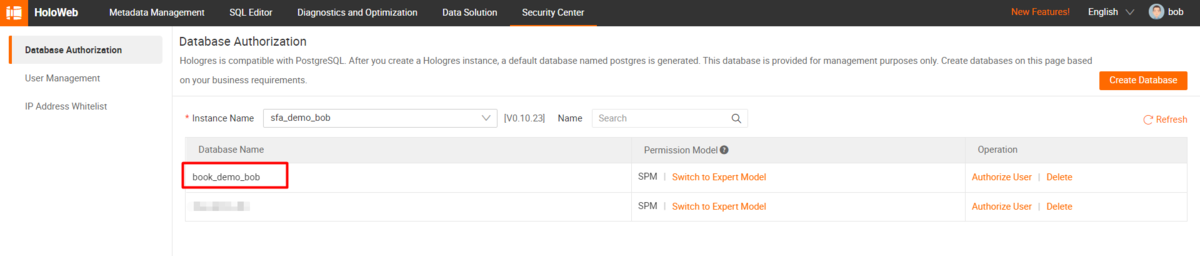 HoloWeb Metadata Management SQL Editor Diagnostics and Optimization Data Solution Security Center New Features! English bob
Database Authorization
User Management
IP Address Whitelist
Database Authorization
Hologres is compatible with PostgreSQL. After you create a Hologres instance, a default database named postgres is generated. This database is provided for management purposes only. Create databases on this page based
on your business requirements.
Create Database
* Instance Name sfa_demo_bob [V0.10.23] Name Search Refresh
Database Name Permission Model Operation
book_demo_bob SPM Switch to Expert Model Authorize User Delete
SPM Switch to Expert Model Authorize User Delete